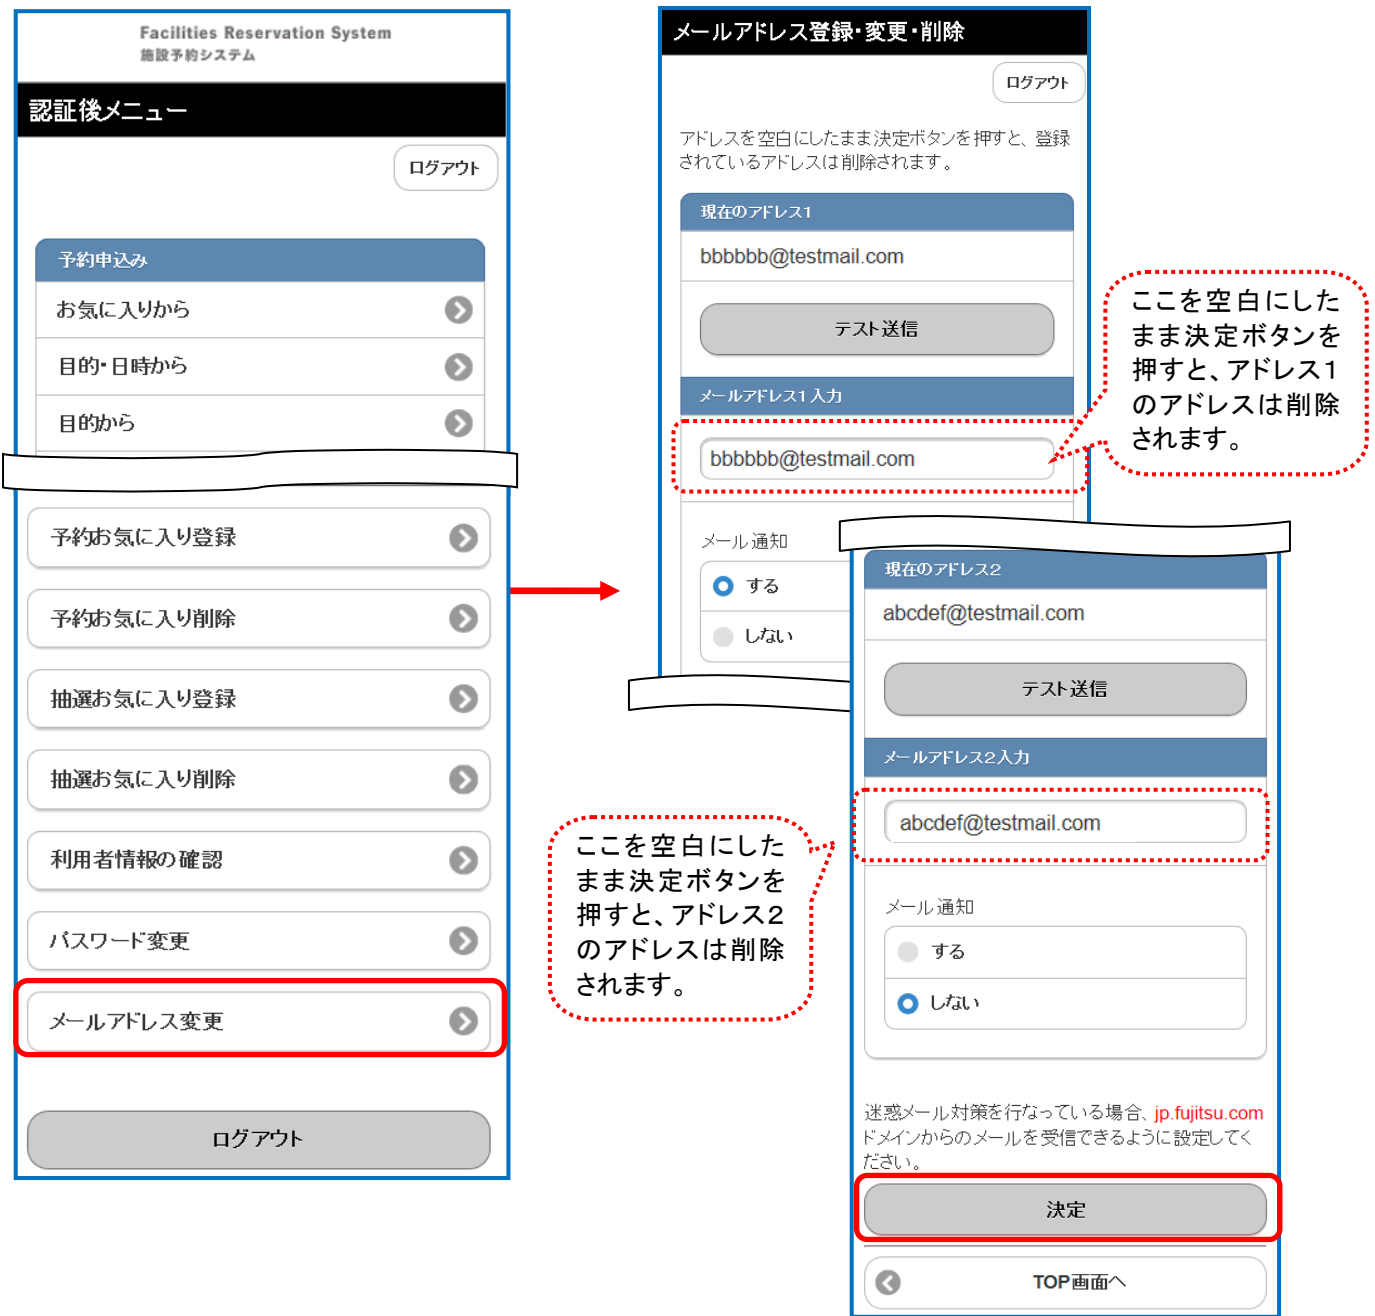 Facilities Reservation System
施設予約システム
認証後メニュー
ログアウト
予約申込み
お気に入りから
目的・日時から
目的から
予約お気に入り登録
予約お気に入り削除
抽選お気に入り登録
抽選お気に入り削除
利用者情報の確認
パスワード変更
メールアドレス変更
ログアウト
メールアドレス登録・変更・削除
ログアウト
アドレスを空白にしたまま決定ボタンを押すと、登録
されているアドレスは削除されます。
現在のアドレス1
bbbbbb@testmail.com
テスト送信
メールアドレス1入力
bbbbbb@testmail.com
メール通知
する
しない
ここを空白にした
まま決定ボタンを
押すと、アドレス1
のアドレスは削除
されます。
現在のアドレス2
abcdef@testmail.com
テスト送信
メールアドレス2入力
abcdef@testmail.com
メール通知
する
しない
ここを空白にした
まま決定ボタンを
押すと、アドレス2
のアドレスは削除
されます。
迷惑メール対策を行なっている場合、jp.fujitsu.com
ドメインからのメールを受信できるように設定してく
ださい。
決定
TOP画面へ